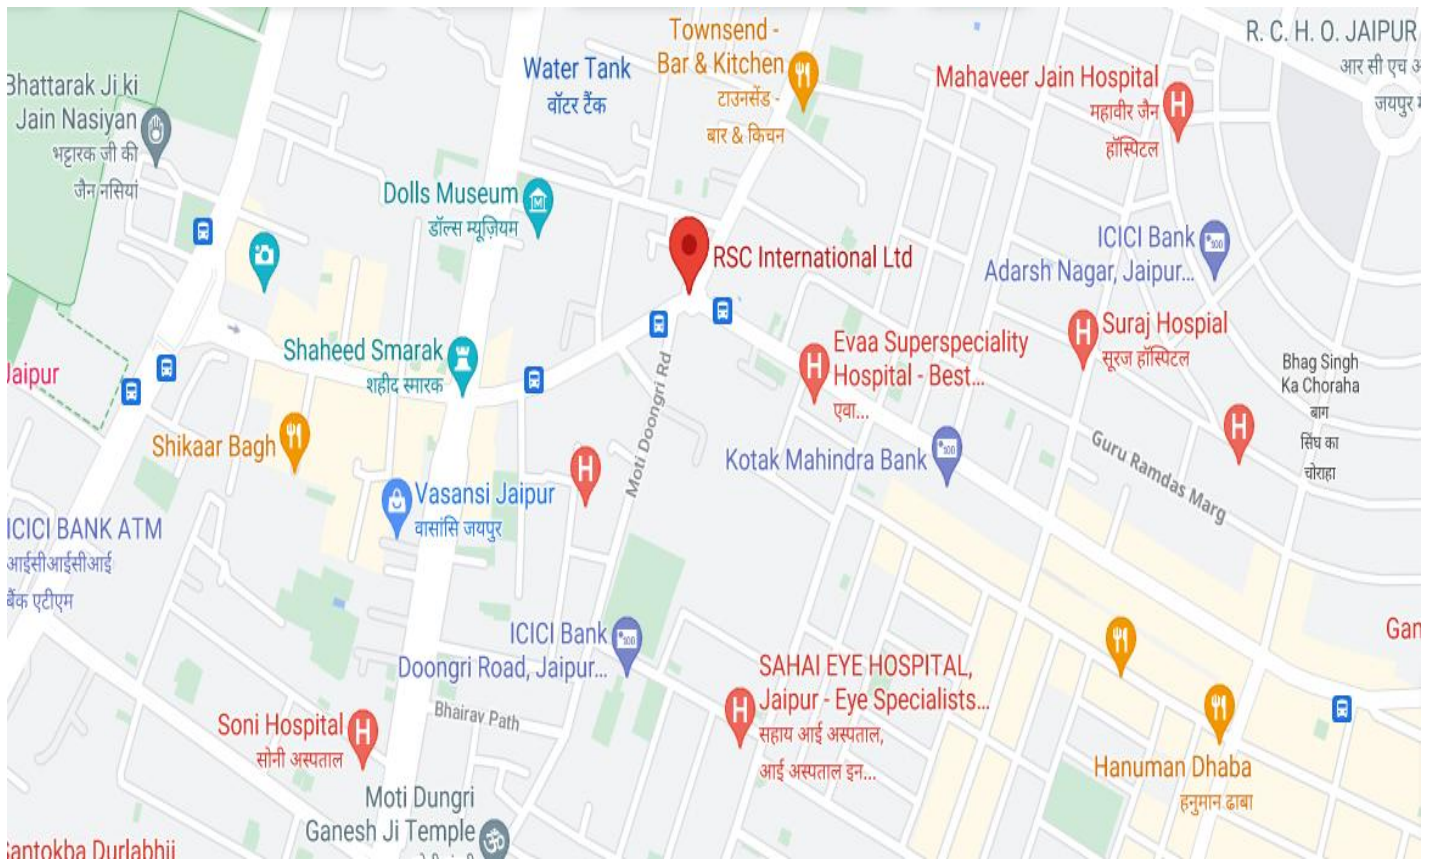 Townsend -
Bar & Kitchen
टाउनसेंड -
बार & किचन
R. C. H. O. JAIPUR
आर सी एच
जयपुर
Water Tank
वॉटर टैंक
Mahaveer Jain Hospital
महावीर जैन
हॉस्पिटल
Bhattarak Ji ki
Jain Nasiyan
भट्टारक जी की
जैन नसियां
Dolls Museum
डॉल्स म्यूज़ियम
RSC International Ltd
ICICI Bank
Adarsh Nagar, Jaipur...
Shaheed Smarak
शहीद स्मारक
Evaa Superspeciality
Hospital - Best...
एवा...
Suraj Hospial
सूरज हॉस्पिटल
Bhag Singh
Ka Choraha
बाग
सिंघ का
चोराहा
Jaipur
Moti Doongri Rd
Shikaar Bagh
Kotak Mahindra Bank
Guru Ramdas Marg
Vasansi Jaipur
वासांसि जयपुर
ICICI BANK ATM
आईसीआईसीआई
बैंक एटीएम
ICICI Bank
Doongri Road, Jaipur...
Gan
SAHAI EYE HOSPITAL,
Jaipur - Eye Specialists...
सहाय आई अस्पताल,
आई अस्पताल इन...
Bhairav Path
Soni Hospital
सोनी अस्पताल
Hanuman Dhaba
हनुमान ढाबा
Moti Dungri
Ganesh Ji Temple
Santokba Durlabhji